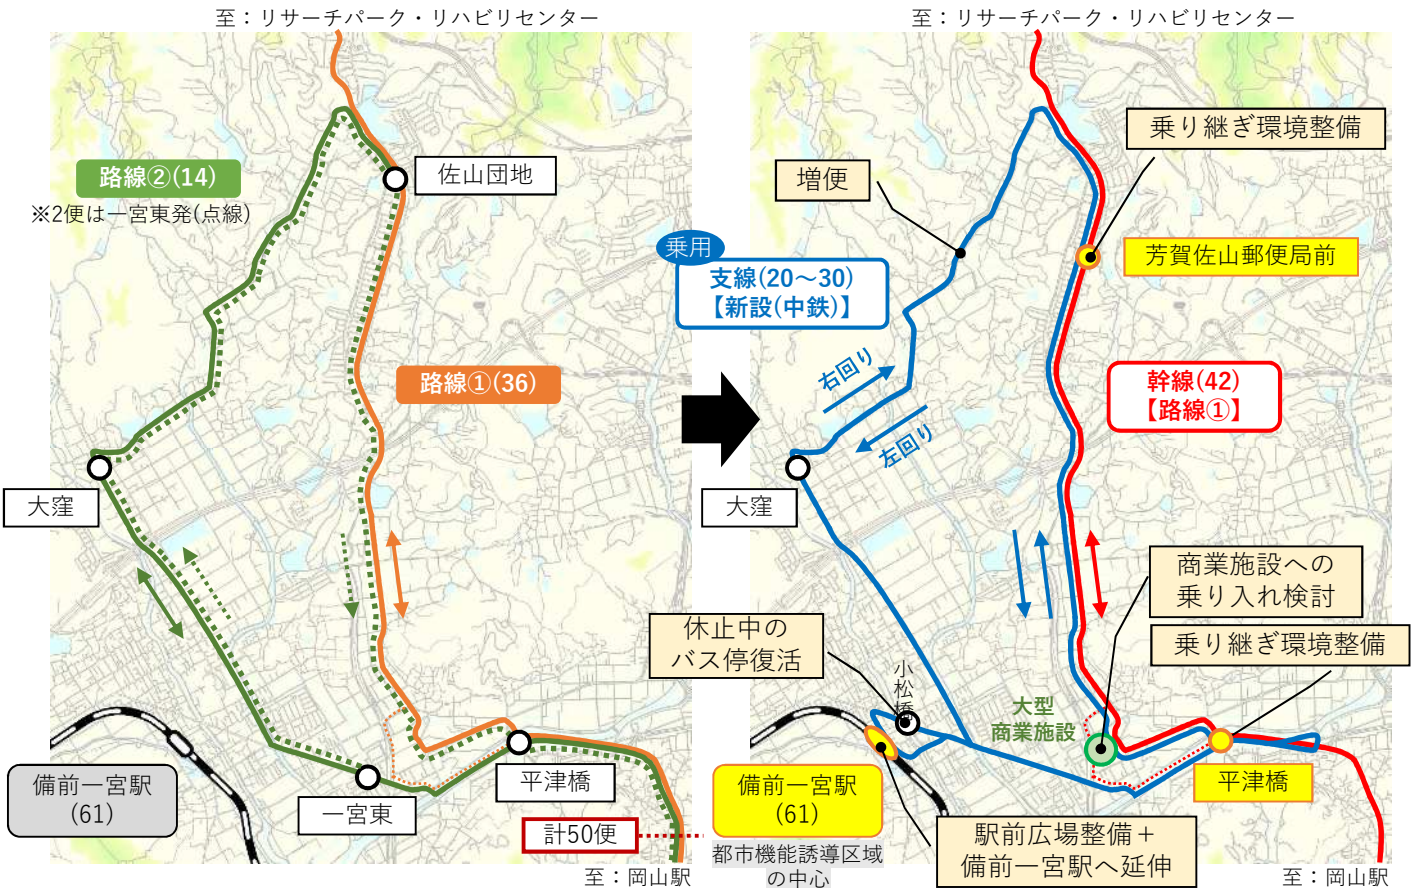 至：リサーチパーク・リハビリセンター
路線②(14)
※2便は一宮東発(点線)
佐山団地
路線①(36)
大窪
備前一宮駅
(61)
一宮東
平津橋
計50便
至：岡山駅
至：リサーチパーク・リハビリセンター
乗り継ぎ環境整備
増便
乗用
支線(20～30)
【新設(中鉄)】
芳賀佐山郵便局前
右回り
左回り
幹線(42)
【路線①】
大窪
商業施設への
乗り入れ検討
休止中の
バス停復活
乗り継ぎ環境整備
小松橋
大型
商業施設
備前一宮駅
(61)
都市機能誘導区域
の中心
平津橋
駅前広場整備＋
備前一宮駅へ延伸
至：岡山駅